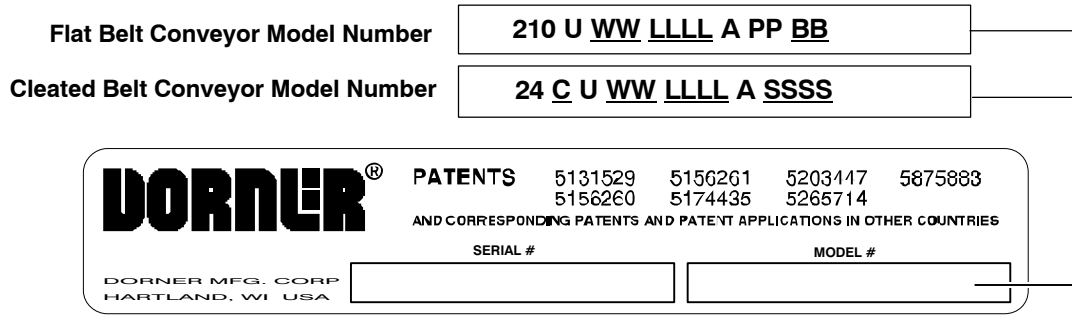 Flat Belt Conveyor Model Number 210 U WW LLLL A PP BB
Cleated Belt Conveyor Model Number 24 C U WW LLLL A SSSS
DORNER® PATENTS 5131529 5156261 5203447 5875883
5156260 5174435 5265714
AND CORRESPONDING PATENTS AND PATENT APPLICATIONS IN OTHER COUNTRIES
SERIAL # MODEL #
DORNER MFG. CORP
HARTLAND, WI USA